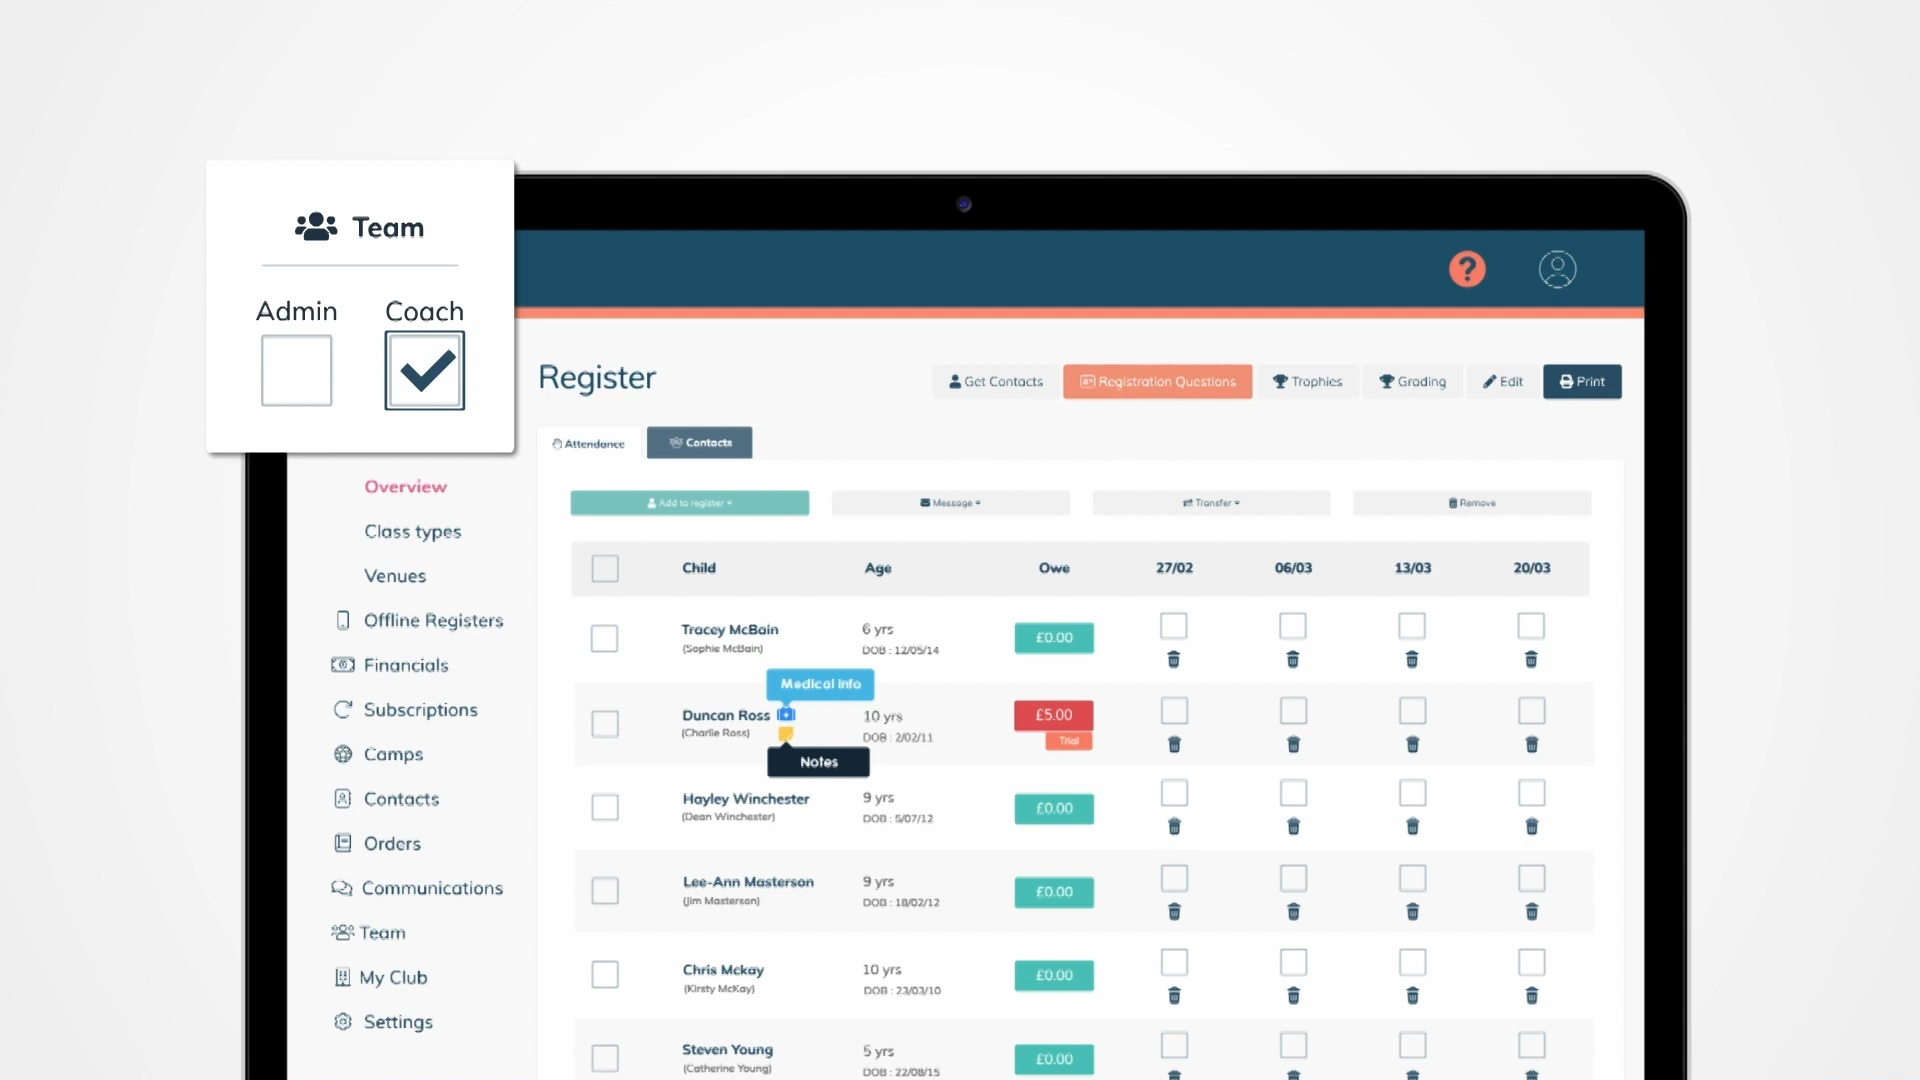 Team
Admin Coach
Register
Get Contacts Registration Questions Trophies Grading Edit Print
Attendance Contacts
Overview
Class types
Venues
Offline Registers
Financials
Subscriptions
Camps
Contacts
Orders
Communications
Team
My Club
Settings
Add to register Message Transfer Remove
Child Age Owe 27/02 06/03 13/03 20/03
Tracey McBain 6 yrs £0.00
(Sophie McBain) DOB : 12/05/14
Medical info
Duncan Ross 10 yrs £5.00
(Charlie Ross) DOB : 2/02/11 Trial
Notes
Hayley Winchester 9 yrs £0.00
(Dean Winchester) DOB : 5/07/12
Lee-Ann Masterson 9 yrs £0.00
(Jim Masterson) DOB : 18/02/12
Chris Mckay 10 yrs £0.00
(Kirsty McKay) DOB : 23/03/10
Steven Young 5 yrs £0.00
(Catherine Young) DOB : 22/08/15